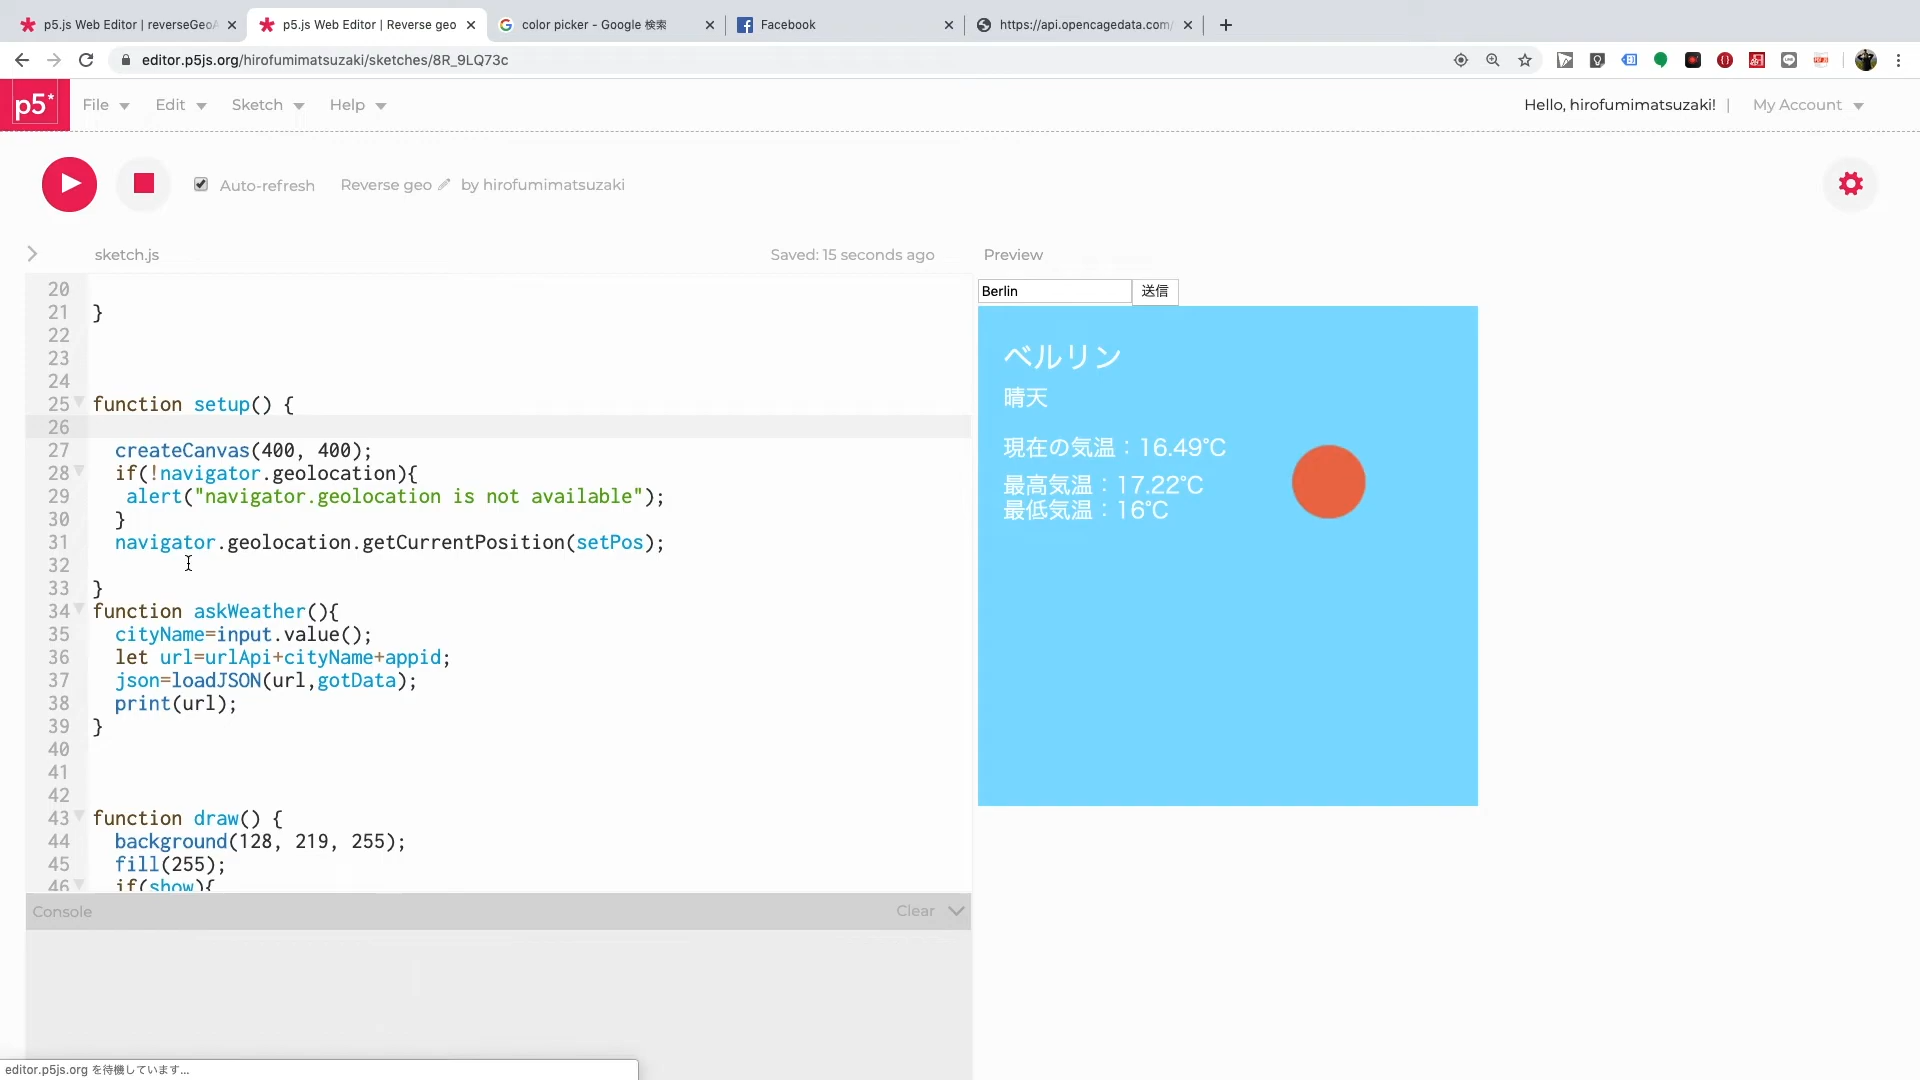 p5.js Web Editor | reverseGeoA
p5.js Web Editor | Reverse geo
color picker - Google 検索
Facebook
https://api.opencagedata.com/
editor.p5js.org/hirofumimatsuzaki/sketches/8R_9LQ73c
p5*
File
Edit
Sketch
Help
Hello, hirofumimatsuzaki! |
My Account
Auto-refresh
Reverse geo
by hirofumimatsuzaki
sketch.js
Saved: 15 seconds ago
Preview
Berlin
送信
20
21 }
22
23
24
25 function setup() {
26
27 createCanvas(400, 400);
28 if(!navigator.geolocation){
29 alert("navigator.geolocation is not available");
30 }
31 navigator.geolocation.getCurrentPosition(setPos);
32
33 }
34 function askWeather(){
35 cityName=input.value();
36 let url=urlApi+cityName+appid;
37 json=loadJSON(url,gotData);
38 print(url);
39 }
40
41
42
43 function draw() {
44 background(128, 219, 255);
45 fill(255);
46 if(show){
ベルリン
晴天
現在の気温：16.49℃
最高気温：17.22℃
最低気温：16℃
Console
Clear
editor.p5js.org を待機しています...